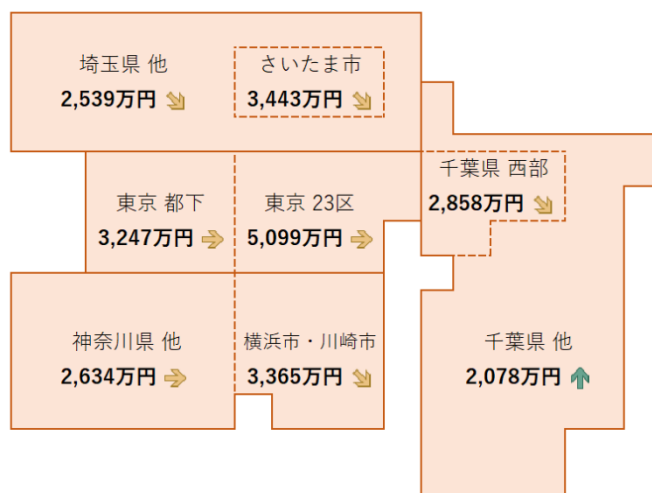 埼玉県 他
2,539万円
さいたま市
3,443万円
千葉県 西部
2,858万円
東京 都下
3,247万円
東京 23区
5,099万円
神奈川県 他
2,634万円
横浜市・川崎市
3,365万円
千葉県 他
2,078万円